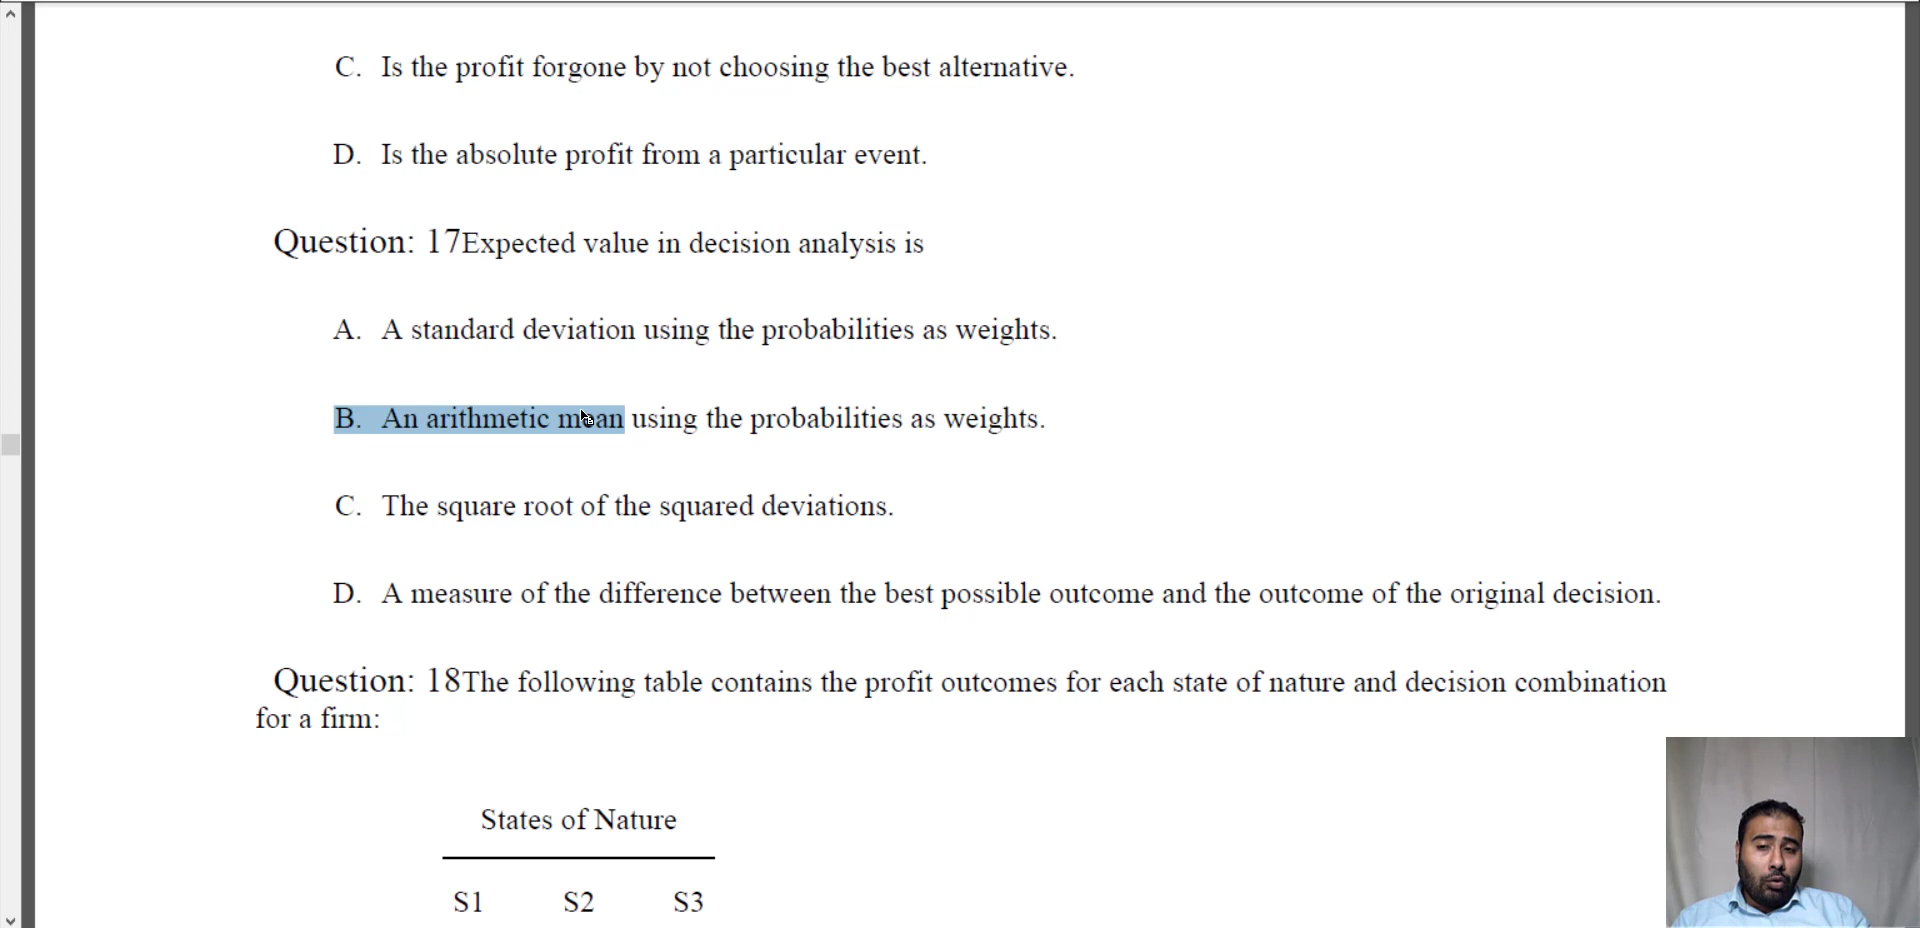 C. Is the profit forgone by not choosing the best alternative.
D. Is the absolute profit from a particular event.
Question: 17Expected value in decision analysis is
A. A standard deviation using the probabilities as weights.
B. An arithmetic mean using the probabilities as weights.
C. The square root of the squared deviations.
D. A measure of the difference between the best possible outcome and the outcome of the original decision.
Question: 18The following table contains the profit outcomes for each state of nature and decision combination
for a firm:
States of Nature
S1 S2 S3